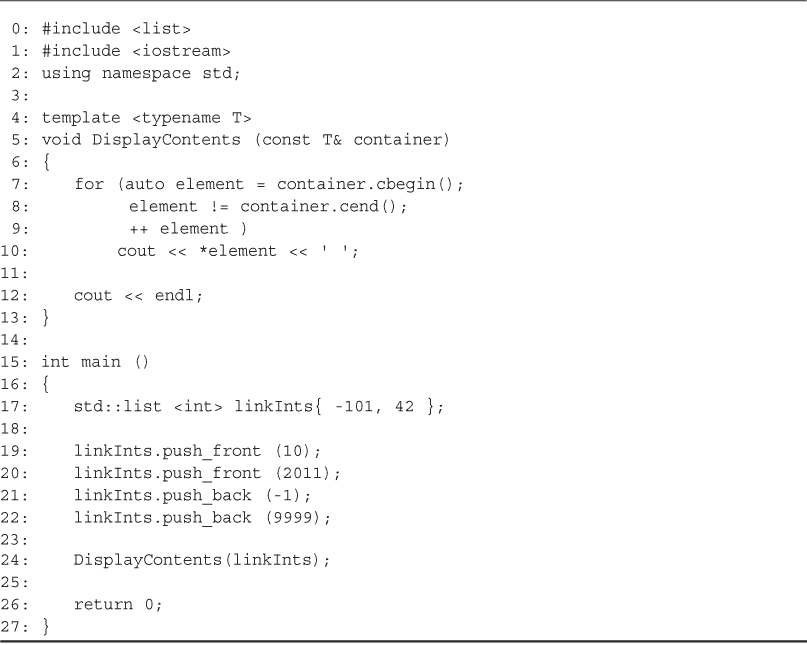 0: #include <list>
1: #include <iostream>
2: using namespace std;
3:
4: template <typename T>
5: void DisplayContents (const T& container)
6: {
7:    for (auto element = container.cbegin();
8:          element != container.cend();
9:          ++ element )
10:         cout << *element << ' ';
11:
12:    cout << endl;
13: }
14:
15: int main ()
16: {
17:    std::list <int> linkInts{ -101, 42 };
18:
19:    linkInts.push_front (10);
20:    linkInts.push_front (2011);
21:    linkInts.push_back (-1);
22:    linkInts.push_back (9999);
23:
24:    DisplayContents(linkInts);
25:
26:    return 0;
27: }